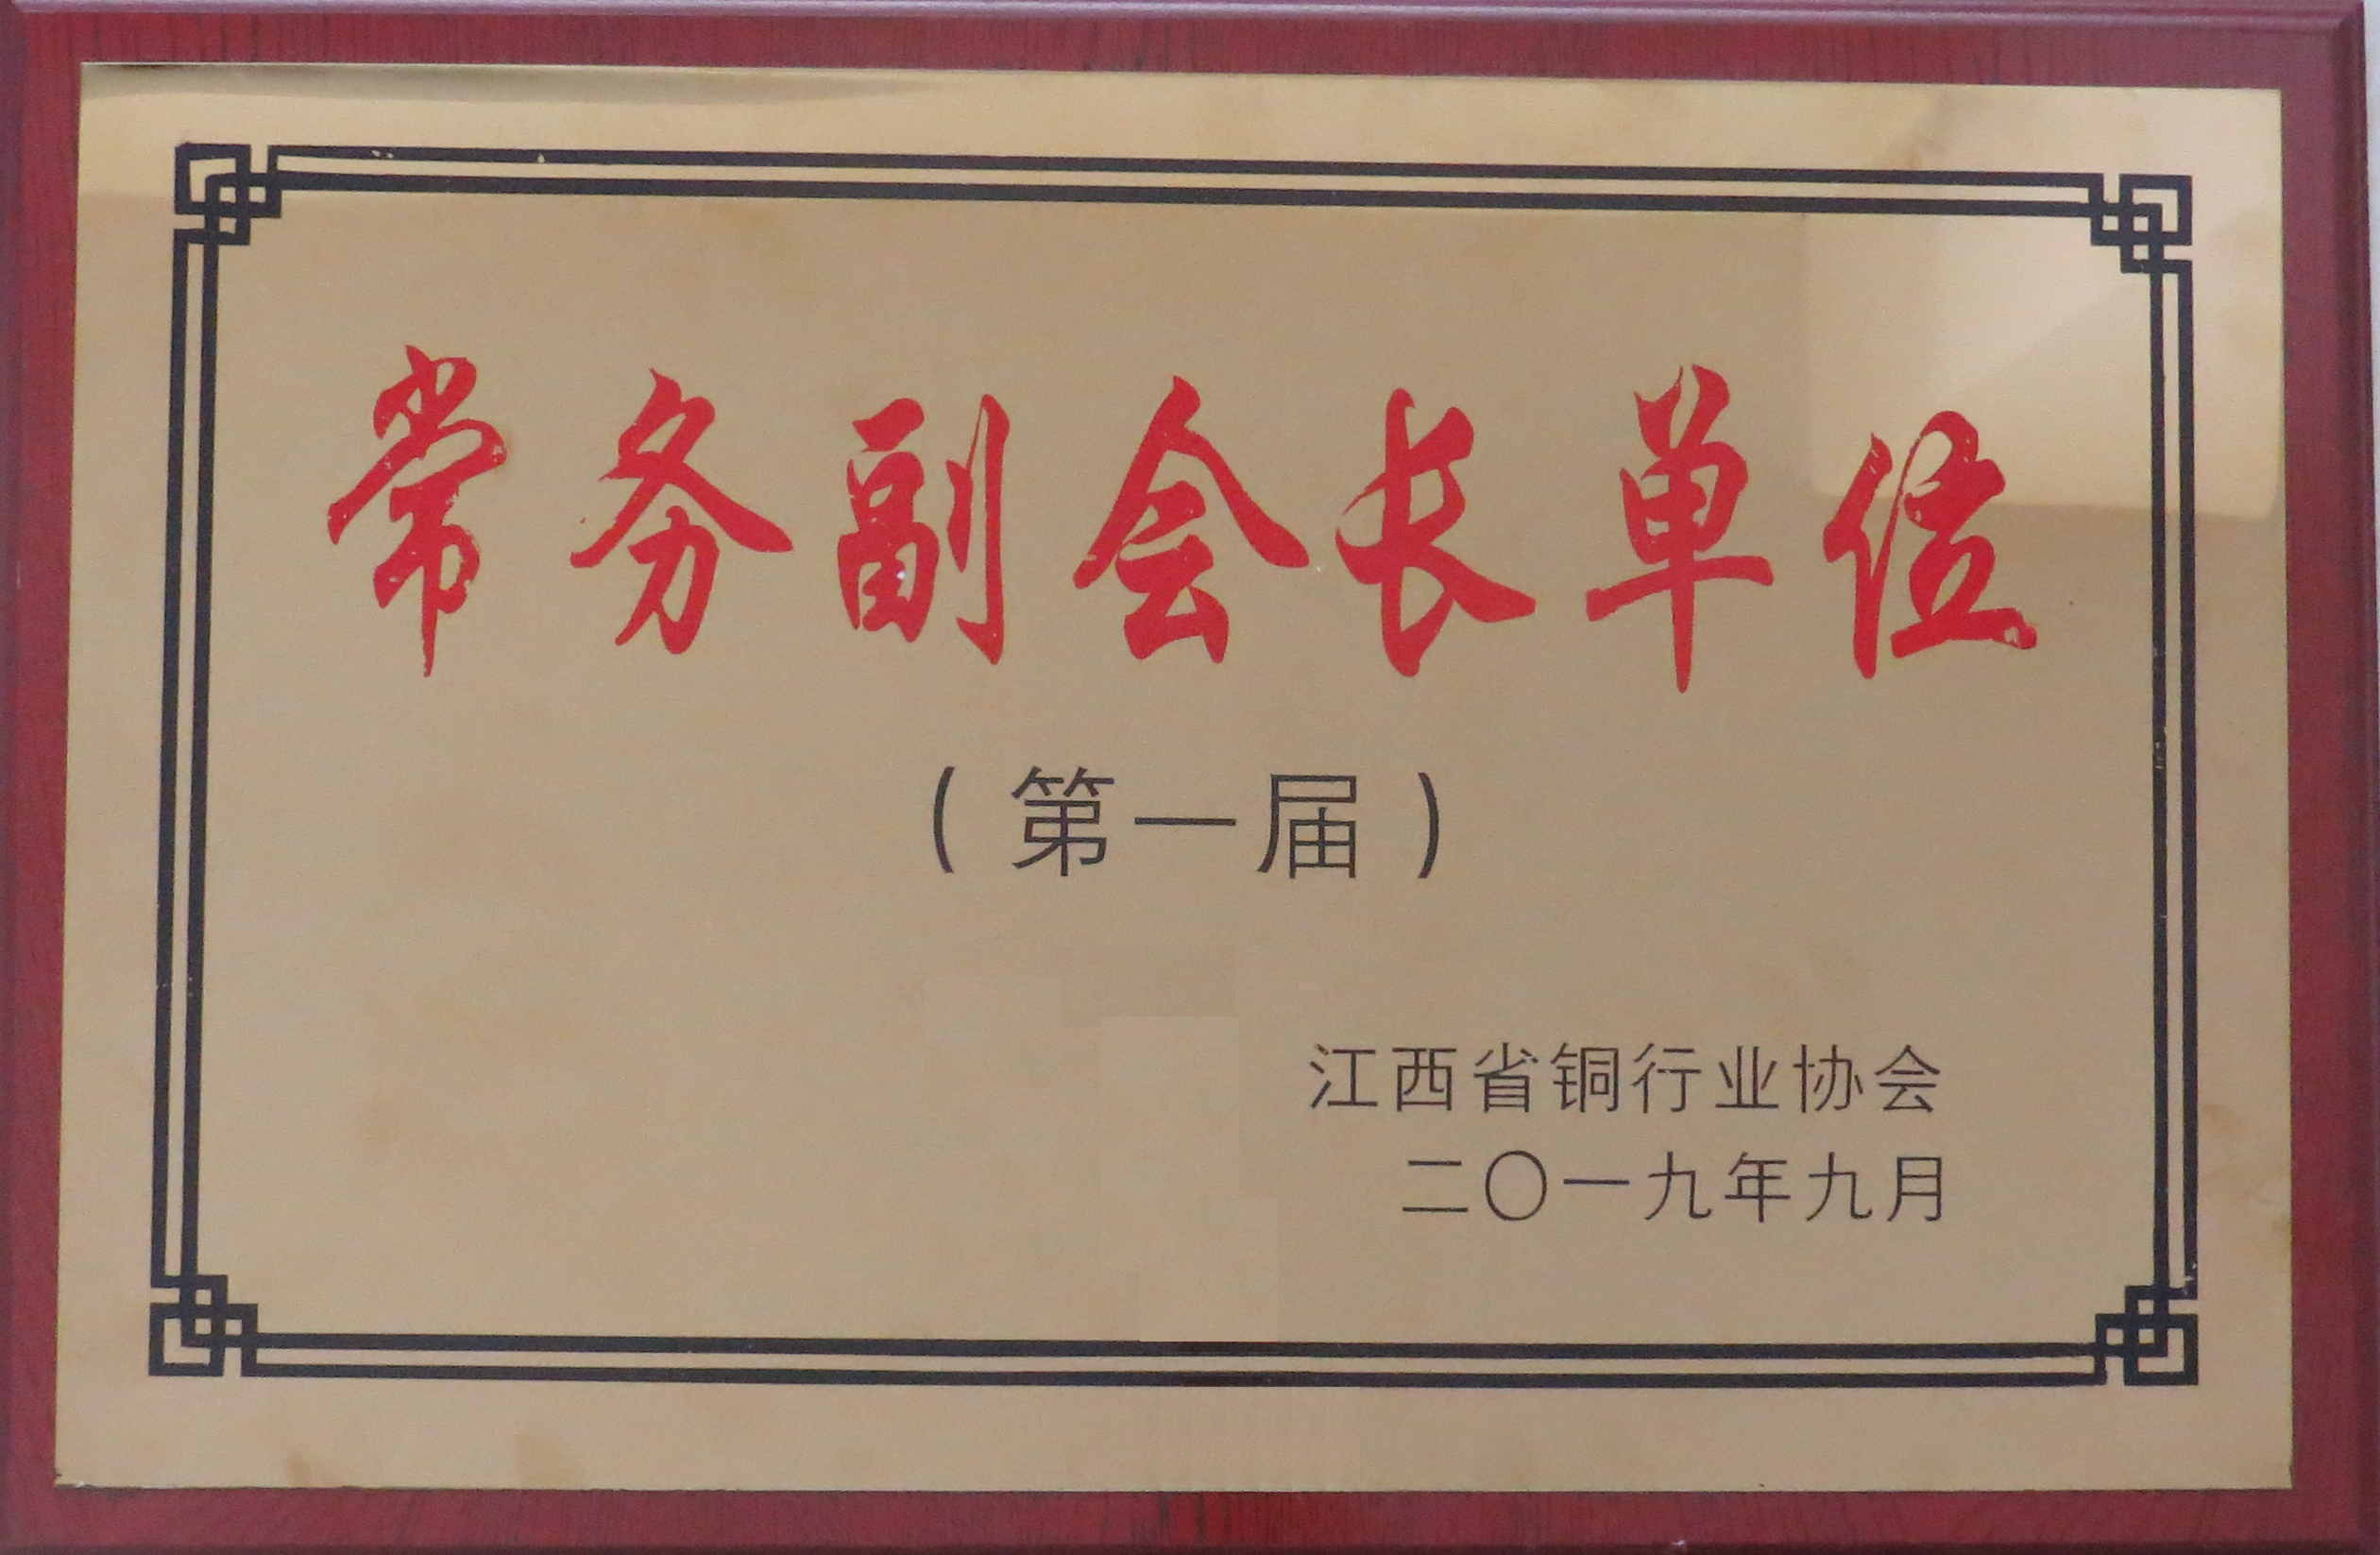 常务副会长单位
（第一届）
江西省铜行业协会
二〇一九年九月